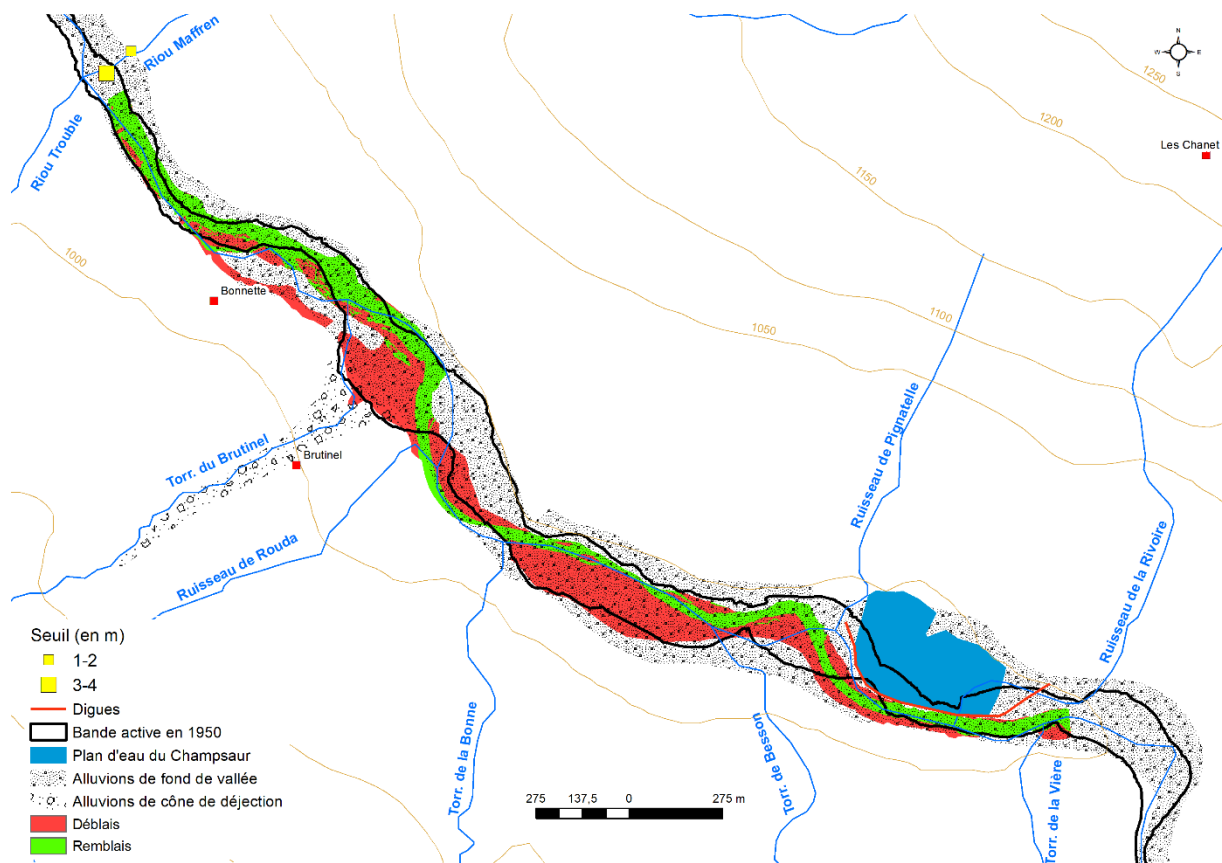 Riou Maffren
Riou Trouble
N
W E
S
1250
1200
Les Chanet
1150
1000
Bonnette
1100
1050
Ruisseau de Pignatelle
Torr. du Brutinel
Brutinel
Ruisseau de Rouda
Ruisseau de la Rivoire
Torr. de la Bonne
Torr. de Besson
Torr. de la Vière
Seuil (en m)
1-2
3-4
Digues
Bande active en 1950
Plan d'eau du Champsaur
Alluvions de fond de vallée
Alluvions de cône de déjection
Déblais
Remblais
275 137,5 0 275 m